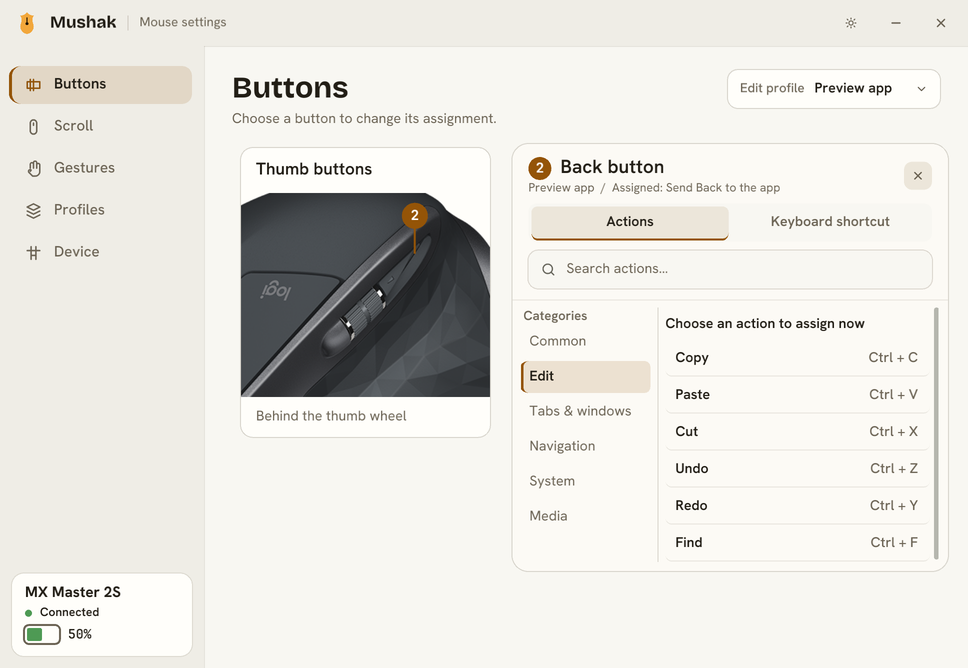 Mushak | Mouse settings
Buttons
Scroll
Gestures
Profiles
Device
MX Master 2S
Connected
50%
Buttons
Choose a button to change its assignment.
Edit profile Preview app
Thumb buttons
2
logi
Behind the thumb wheel
2 Back button
Preview app / Assigned: Send Back to the app
Actions Keyboard shortcut
Search actions...
Categories
Common
Edit
Tabs & windows
Navigation
System
Media
Choose an action to assign now
Copy Ctrl + C
Paste Ctrl + V
Cut Ctrl + X
Undo Ctrl + Z
Redo Ctrl + Y
Find Ctrl + F